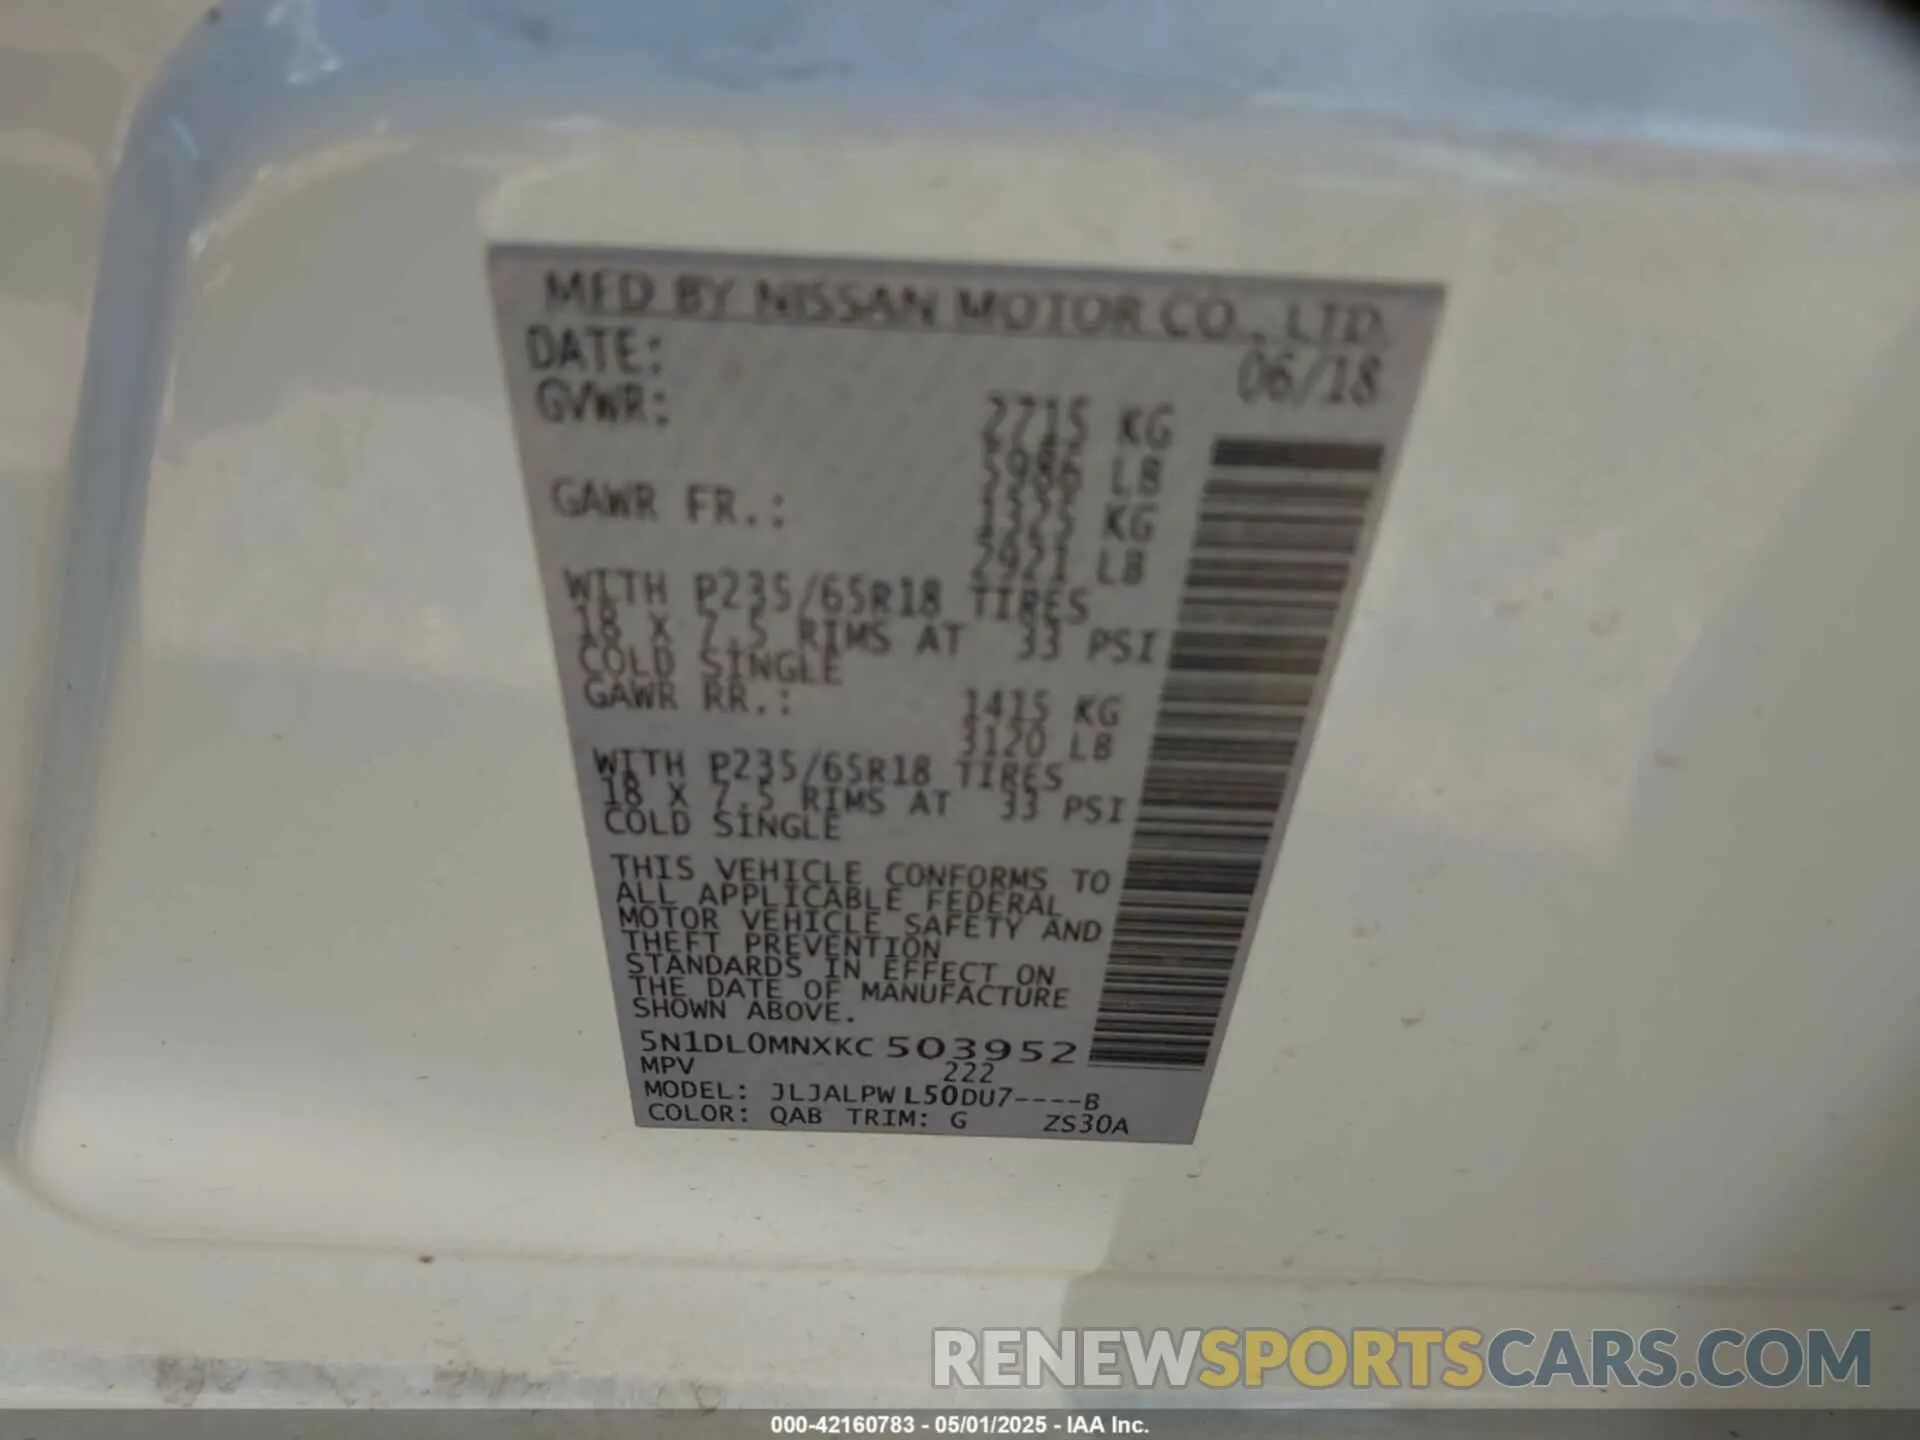 MFD BY NISSAN MOTOR CO., LTD.
DATE: 06/18
GVWR: 2715 KG
5986 LB
GAWR FR.: 1325 KG
2921 LB
WITH P235/65R18 TIRES
18 X 7.5 RIMS AT 33 PSI
COLD SINGLE
GAWR RR.: 1415 KG
3120 LB
WITH P235/65R18 TIRES
18 X 7.5 RIMS AT 33 PSI
COLD SINGLE
THIS VEHICLE CONFORMS TO
ALL APPLICABLE FEDERAL
MOTOR VEHICLE SAFETY AND
THEFT PREVENTION
STANDARDS IN EFFECT ON
THE DATE OF MANUFACTURE
SHOWN ABOVE.
5N1DL0MNXKC 503952
MPV 222
MODEL: JLJALPW L50DU7----B
COLOR: QAB TRIM: G ZS30A
RENEWSPORTSCARS.COM
000-42160783 - 05/01/2025 - IAA Inc.